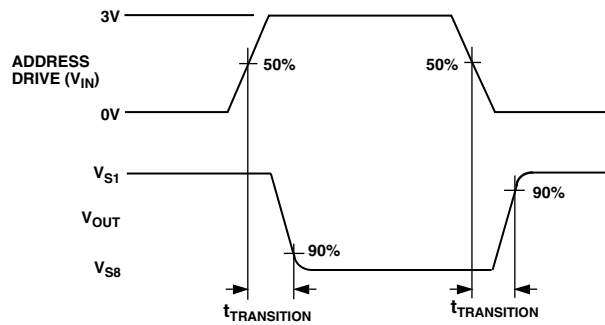 3V
ADDRESS
DRIVE (VIN)
50%
50%
0V
VS1
VOUT
90%
90%
VS8
tTRANSITION
tTRANSITION